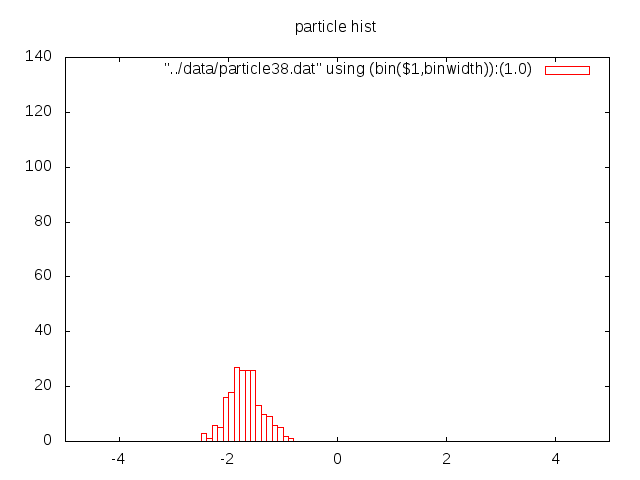 particle hist
140
"../data/particle38.dat" using (bin($1,binwidth)):(1.0)
120
100
80
60
40
20
0
-4 -2 0 2 4